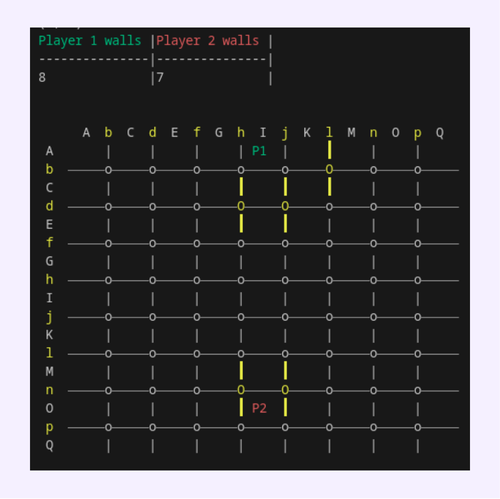 Player 1 walls |Player 2 walls |
---------------|---------------|
8 |7 |
A b C d E f G h I j K l M n O p Q
A | | | | P1 | | | |
b ——o——o——o——o——o——o——o——o——
C | | | | | | | |
d ——o——o——o——O——O——o——o——o——
E | | | | | | | |
f ——o——o——o——o——o——o——o——o——
G | | | | | | | |
h ——o——o——o——o——o——o——o——o——
I | | | | | | | |
j ——o——o——o——o——o——o——o——o——
K | | | | | | | |
l ——o——o——o——o——o——o——o——o——
M | | | | | | | |
n ——o——o——o——O——O——o——o——o——
O | | | | P2 | | | |
p ——o——o——o——o——o——o——o——o——
Q | | | | | | | |